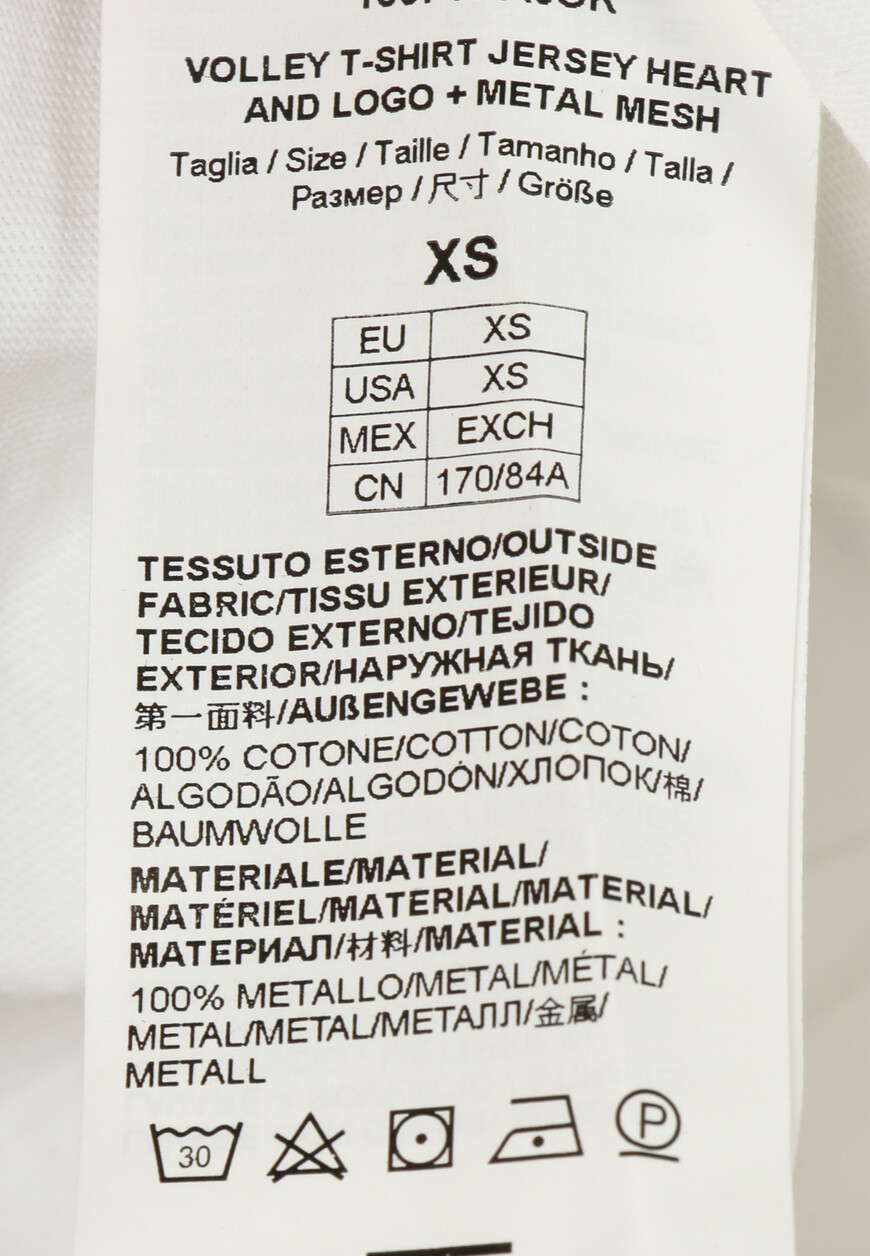 VOLLEY T-SHIRT JERSEY HEART
AND LOGO + METAL MESH
Taglia / Size / Taille / Tamanho / Talla /
Размер / 尺寸 / Größe
XS
EU XS
USA XS
MEX EXCH
CN 170/84A
TESSUTO ESTERNO/OUTSIDE
FABRIC/TISSU EXTERIEUR/
TECIDO EXTERNO/TEJIDO
EXTERIOR/НАРУЖНАЯ ТКАНЬ/
第一面料/AUßENGEWEBE :
100% COTONE/COTTON/COTON/
ALGODÃO/ALGODÓN/ХЛОПОК/棉/
BAUMWOLLE
MATERIALE/MATERIAL/
MATÉRIEL/MATERIAL/MATERIAL/
МАТЕРИАЛ/材料/MATERIAL :
100% METALLO/METAL/MÉTAL/
METAL/METAL/МЕТАЛЛ/金属/
METALL
30
P